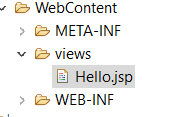 WebContent
META-INF
views
Hello.jsp
WEB-INF